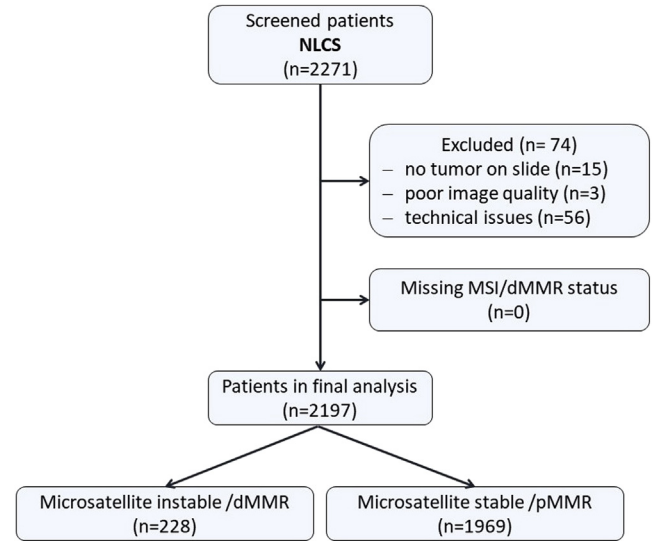 Screened patients
NLCS
(n=2271)
Excluded (n= 74)
– no tumor on slide (n=15)
– poor image quality (n=3)
– technical issues (n=56)
Missing MSI/dMMR status
(n=0)
Patients in final analysis
(n=2197)
Microsatellite instable /dMMR
(n=228)
Microsatellite stable /pMMR
(n=1969)